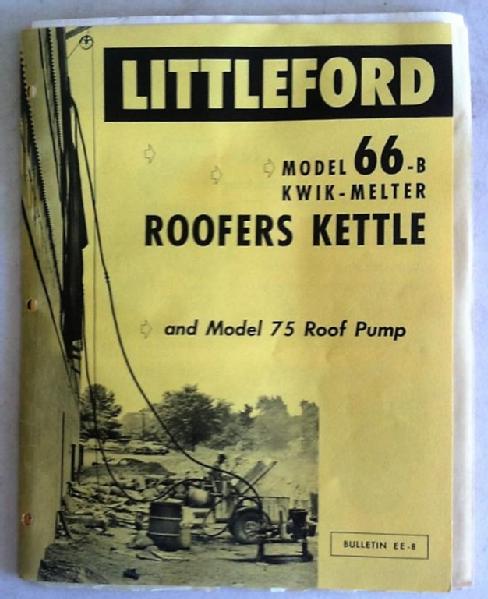 LITTLEFORD
MODEL 66-B
KWIK-MELTER
ROOFERS KETTLE
and Model 75 Roof Pump
BULLETIN EE-8